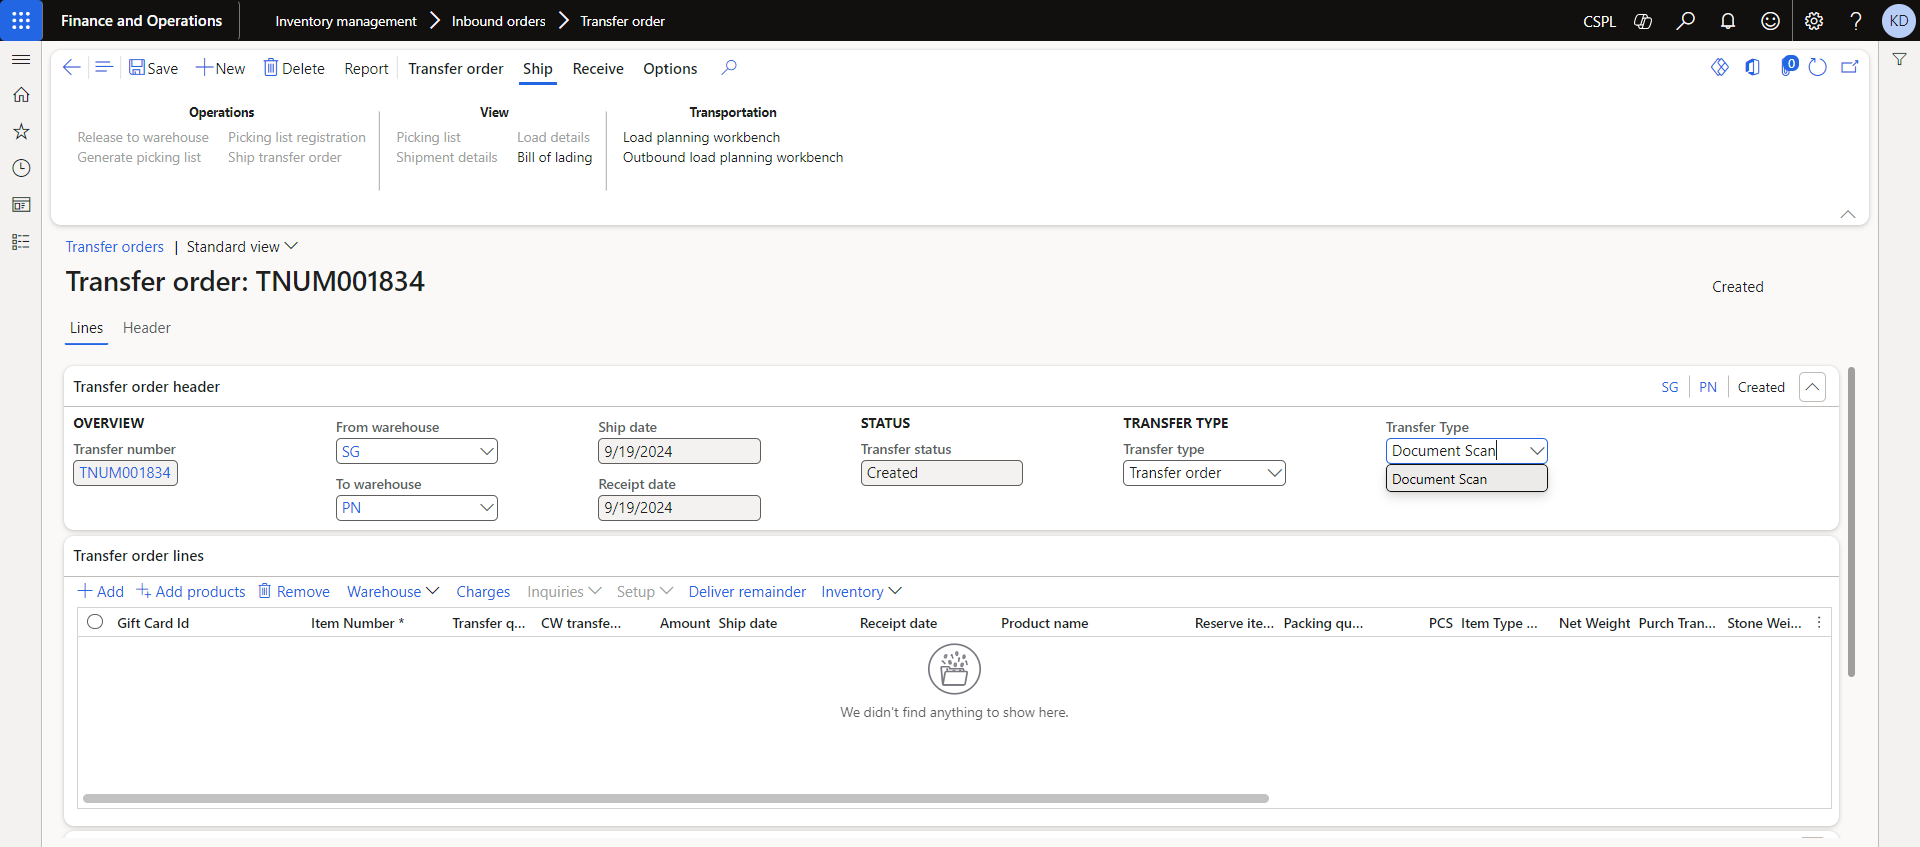 Finance and Operations
Inventory management
Inbound orders
Transfer order
CSPL
KD
Save
New
Delete
Report
Transfer order
Ship
Receive
Options
0
Operations
Release to warehouse
Picking list registration
Generate picking list
Ship transfer order
View
Picking list
Load details
Shipment details
Bill of lading
Transportation
Load planning workbench
Outbound load planning workbench
Transfer orders | Standard view
Transfer order: TNUM001834
Created
Lines
Header
Transfer order header
SG
PN
Created
OVERVIEW
Transfer number
TNUM001834
From warehouse
SG
To warehouse
PN
Ship date
9/19/2024
Receipt date
9/19/2024
STATUS
Transfer status
Created
TRANSFER TYPE
Transfer type
Transfer order
Transfer Type
Document Scan
Document Scan
Transfer order lines
Add
Add products
Remove
Warehouse
Charges
Inquiries
Setup
Deliver remainder
Inventory
Gift Card Id
Item Number *
Transfer q...
CW transfe...
Amount
Ship date
Receipt date
Product name
Reserve ite...
Packing qu...
PCS
Item Type ...
Net Weight
Purch Tran...
Stone Wei...
We didn't find anything to show here.